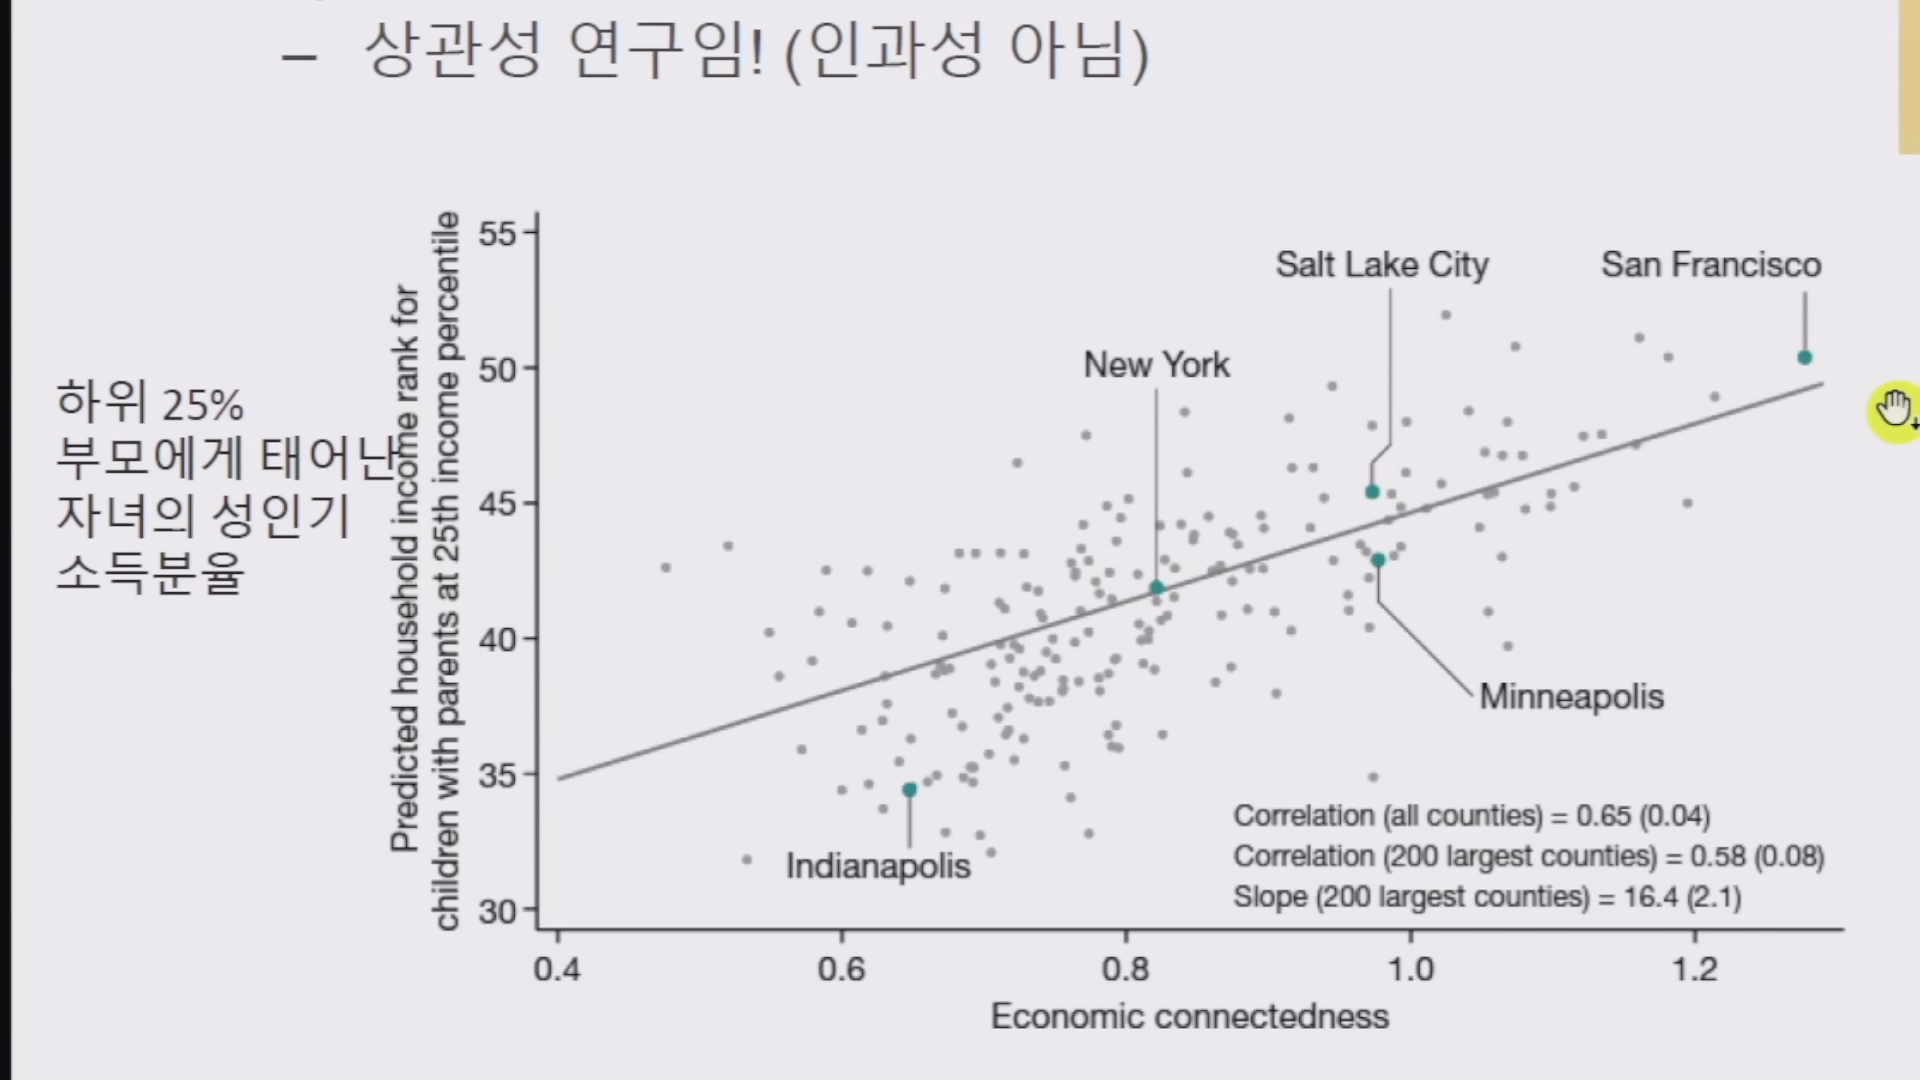 – 상관성 연구임! (인과성 아님)
하위 25%
부모에게 태어난
자녀의 성인기
소득분율
Predicted household income rank for
children with parents at 25th income percentile
55
50
45
40
35
30
Salt Lake City
San Francisco
New York
Minneapolis
Indianapolis
Correlation (all counties) = 0.65 (0.04)
Correlation (200 largest counties) = 0.58 (0.08)
Slope (200 largest counties) = 16.4 (2.1)
0.4 0.6 0.8 1.0 1.2
Economic connectedness